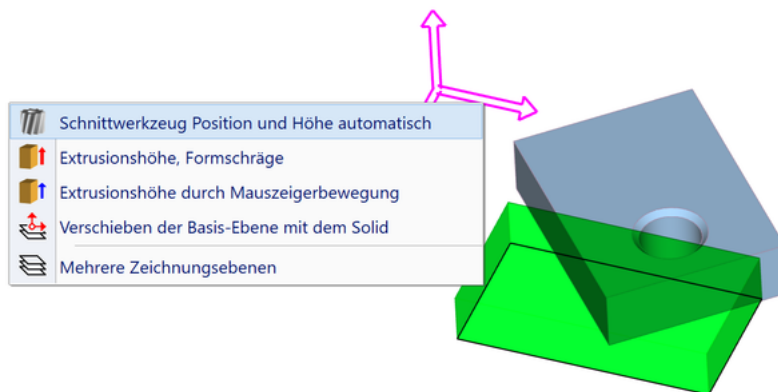 Schnittwerkzeug Position und Höhe automatisch
Extrusionshöhe, Formschräge
Extrusionshöhe durch Mauszeigerbewegung
Verschieben der Basis-Ebene mit dem Solid
Mehrere Zeichnungsebenen